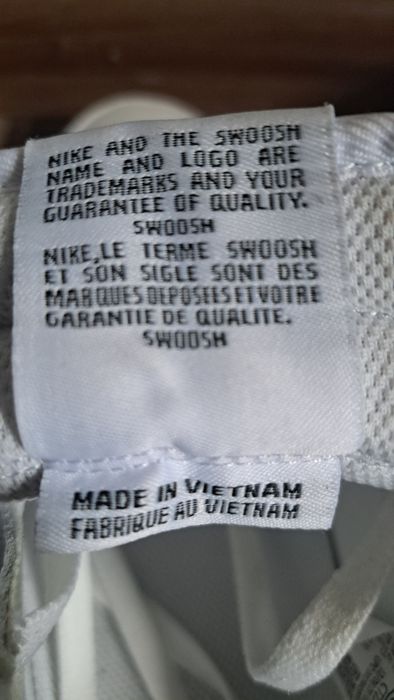 NIKE AND THE SWOOSH
NAME AND LOGO ARE
TRADEMARKS AND YOUR
GUARANTEE OF QUALITY.
SWOOSH
NIKE,LE TERME SWOOSH
ET SON SIGLE SONT DES
MARQUES DEPOSEES ET VOTRE
GARANTIE DE QUALITE.
SWOOSH
MADE IN VIETNAM
FABRIQUE AU VIETNAM